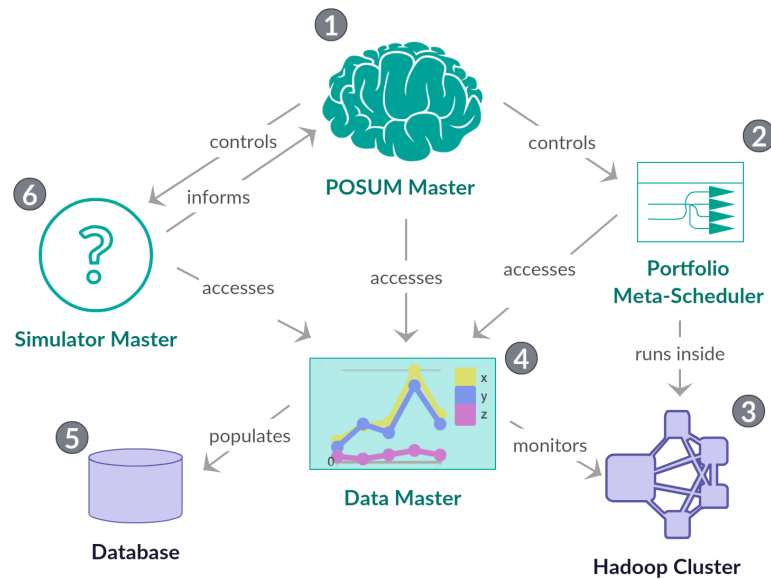 1
controls
controls
2
6
informs
POSUM Master
?
accesses
accesses
accesses
Portfolio
Meta-Scheduler
Simulator Master
runs inside
4
x
y
z
0
3
5
populates
monitors
Data Master
Database
Hadoop Cluster